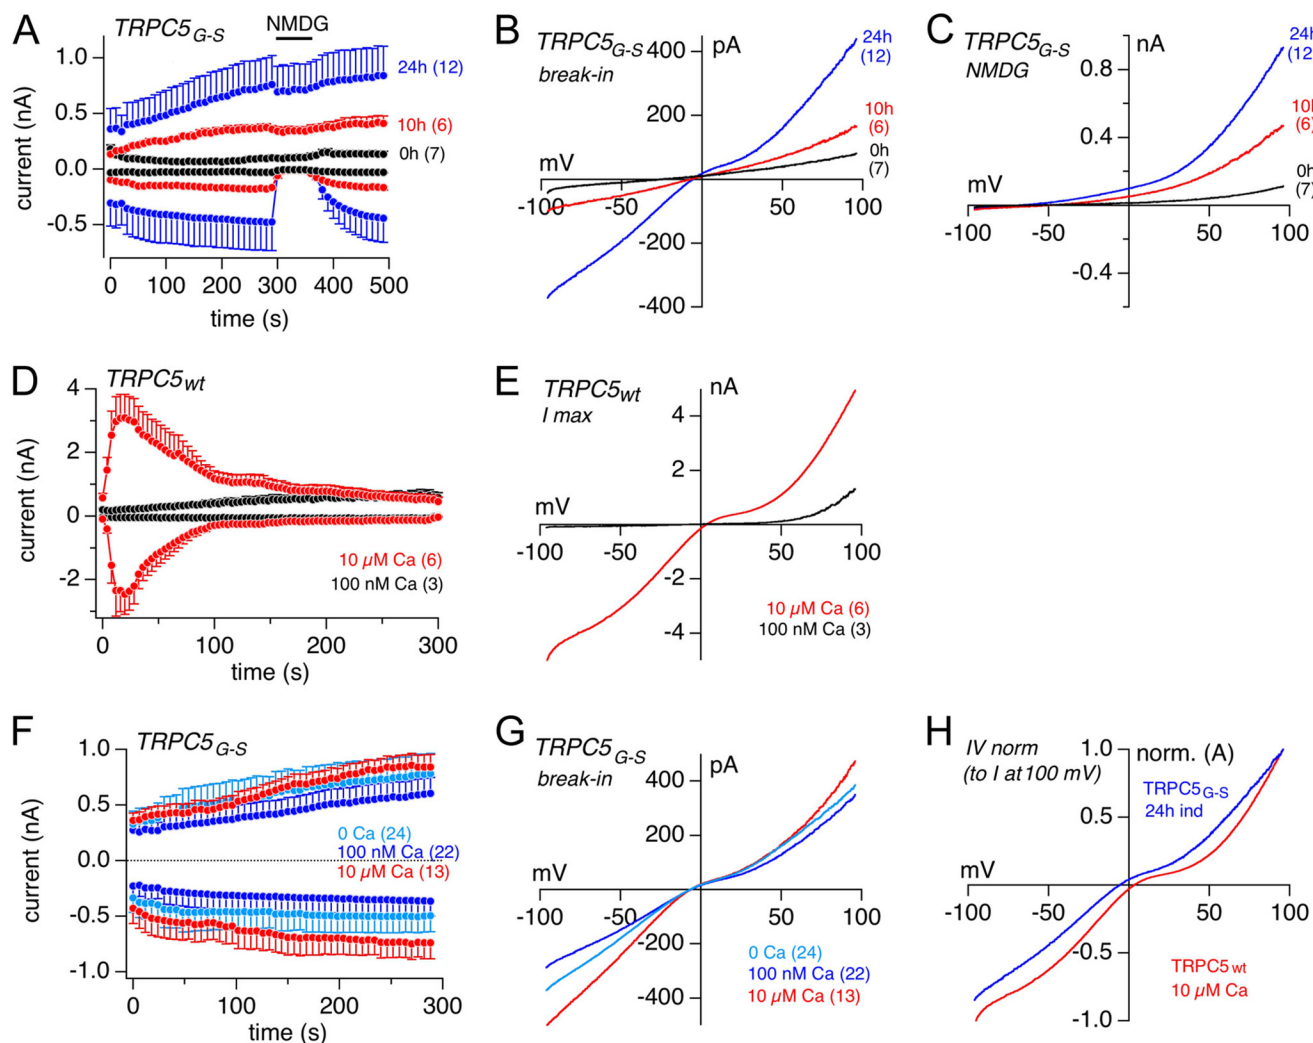 A
TRPC5G-S
NMDG
1.0
0.5
0.0
-0.5
current (nA)
24h (12)
10h (6)
0h (7)
0 100 200 300 400 500
time (s)
B
TRPC5G-S
break-in
pA
400
200
-200
-400
mV
-100 -50 50 100
24h
(12)
10h
(6)
0h
(7)
C
TRPC5G-S
NMDG
nA
0.8
0.4
-0.4
mV
-100 -50 50 100
24h
(12)
10h
(6)
0h
(7)
D
TRPC5wt
4
2
0
-2
current (nA)
10 µM Ca (6)
100 nM Ca (3)
0 100 200 300
time (s)
E
TRPC5wt
I max
nA
4
2
-2
-4
mV
-100 -50 50 100
10 µM Ca (6)
100 nM Ca (3)
F
TRPC5G-S
1.0
0.5
0.0
-0.5
-1.0
current (nA)
0 Ca (24)
100 nM Ca (22)
10 µM Ca (13)
0 100 200 300
time (s)
G
TRPC5G-S
break-in
pA
400
200
-200
-400
mV
-100 -50 50 100
0 Ca (24)
100 nM Ca (22)
10 µM Ca (13)
H
IV norm
(to I at 100 mV)
norm. (A)
1.0
0.5
-0.5
-1.0
TRPC5G-S
24h ind
mV
-100 -50 50 100
TRPC5wt
10 µM Ca